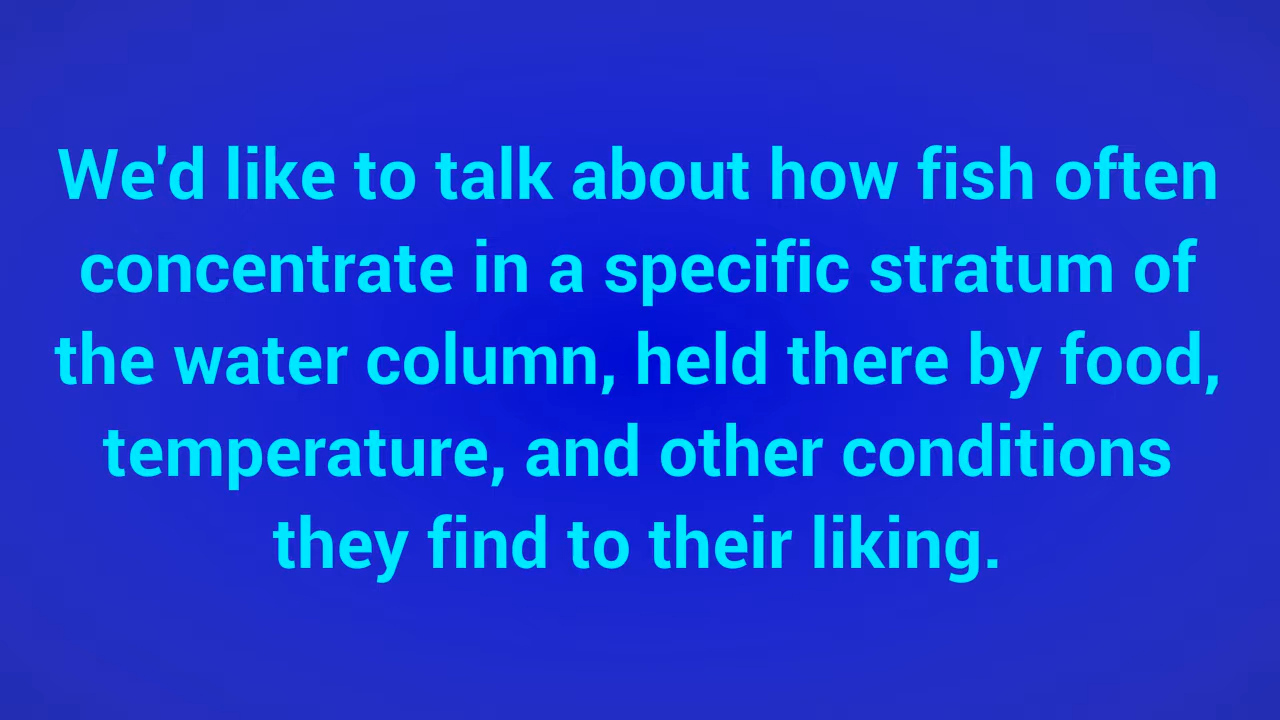 We'd like to talk about how fish often
concentrate in a specific stratum of
the water column, held there by food,
temperature, and other conditions
they find to their liking.